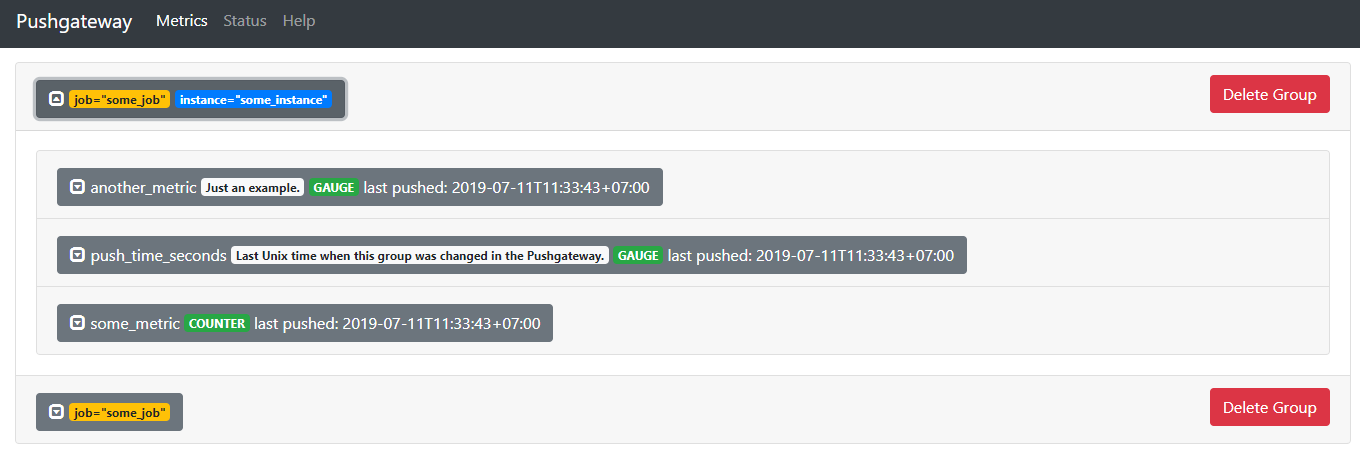 Pushgateway Metrics Status Help
job="some_job" instance="some_instance" Delete Group
another_metric Just an example. GAUGE last pushed: 2019-07-11T11:33:43+07:00
push_time_seconds Last Unix time when this group was changed in the Pushgateway. GAUGE last pushed: 2019-07-11T11:33:43+07:00
some_metric COUNTER last pushed: 2019-07-11T11:33:43+07:00
job="some_job" Delete Group